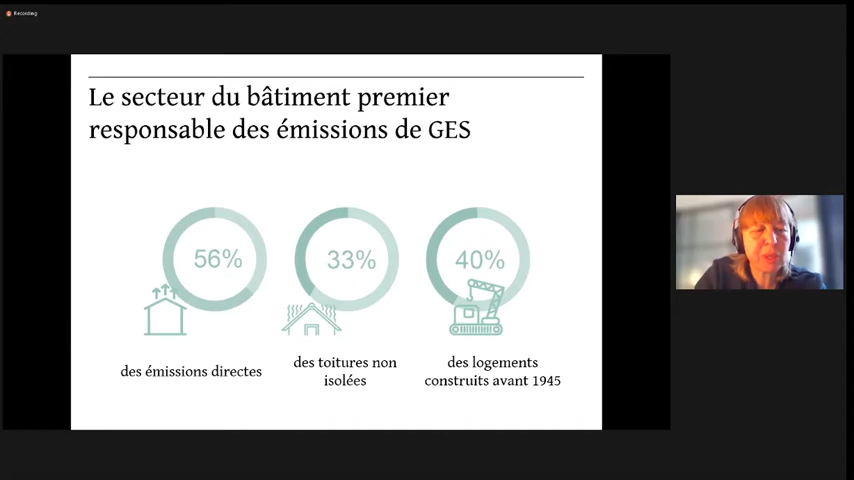 Recording
Le secteur du bâtiment premier
responsable des émissions de GES
56%
33%
40%
des émissions directes
des toitures non
isolées
des logements
construits avant 1945